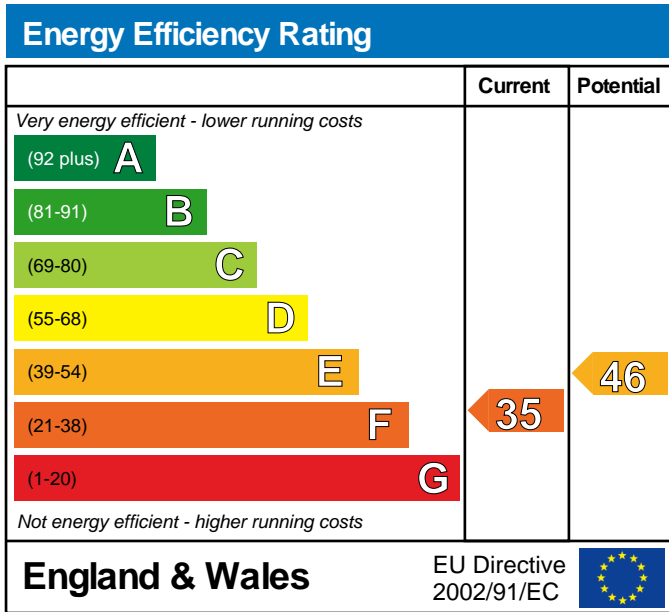 Energy Efficiency Rating
Current Potential
Very energy efficient - lower running costs
(92 plus) A
(81-91) B
(69-80) C
(55-68) D
(39-54) E
46
(21-38) F
35
(1-20) G
Not energy efficient - higher running costs
England & Wales
EU Directive
2002/91/EC